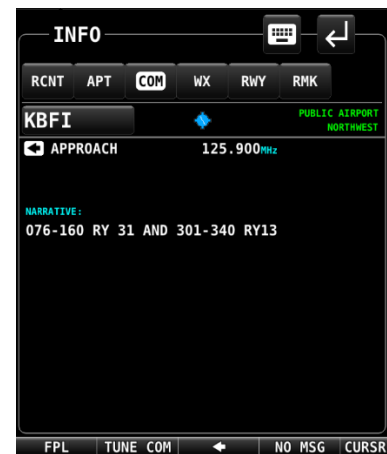 INFO
RCNT APT COM WX RWY RMK
KBFI
PUBLIC AIRPORT
NORTHWEST
APPROACH 125.900MHz
NARRATIVE:
076-160 RY 31 AND 301-340 RY13
FPL TUNE COM NO MSG CURSR